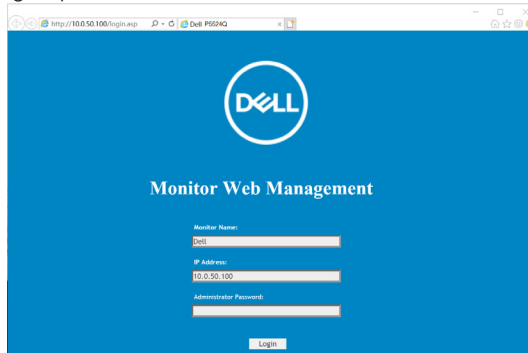 http://10.0.50.100/login.asp
Dell P5524Q
DELL
Monitor Web Management
Monitor Name:
Dell
IP Address:
10.0.50.100
Administrator Password:
Login